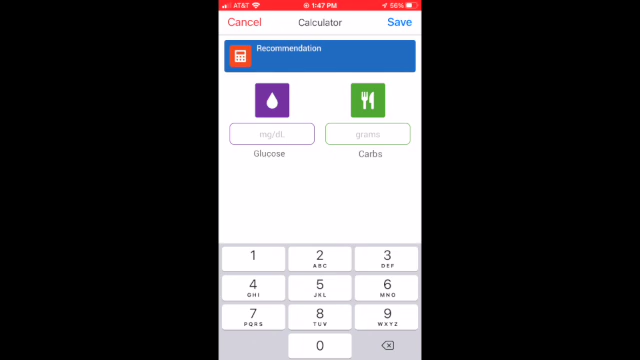 AT&T 1:47 PM 56%
Cancel Calculator Save
Recommendation
mg/dL grams
Glucose Carbs
1 2 3
ABC DEF
4 5 6
GHI JKL MNO
7 8 9
PQRS TUV WXYZ
0